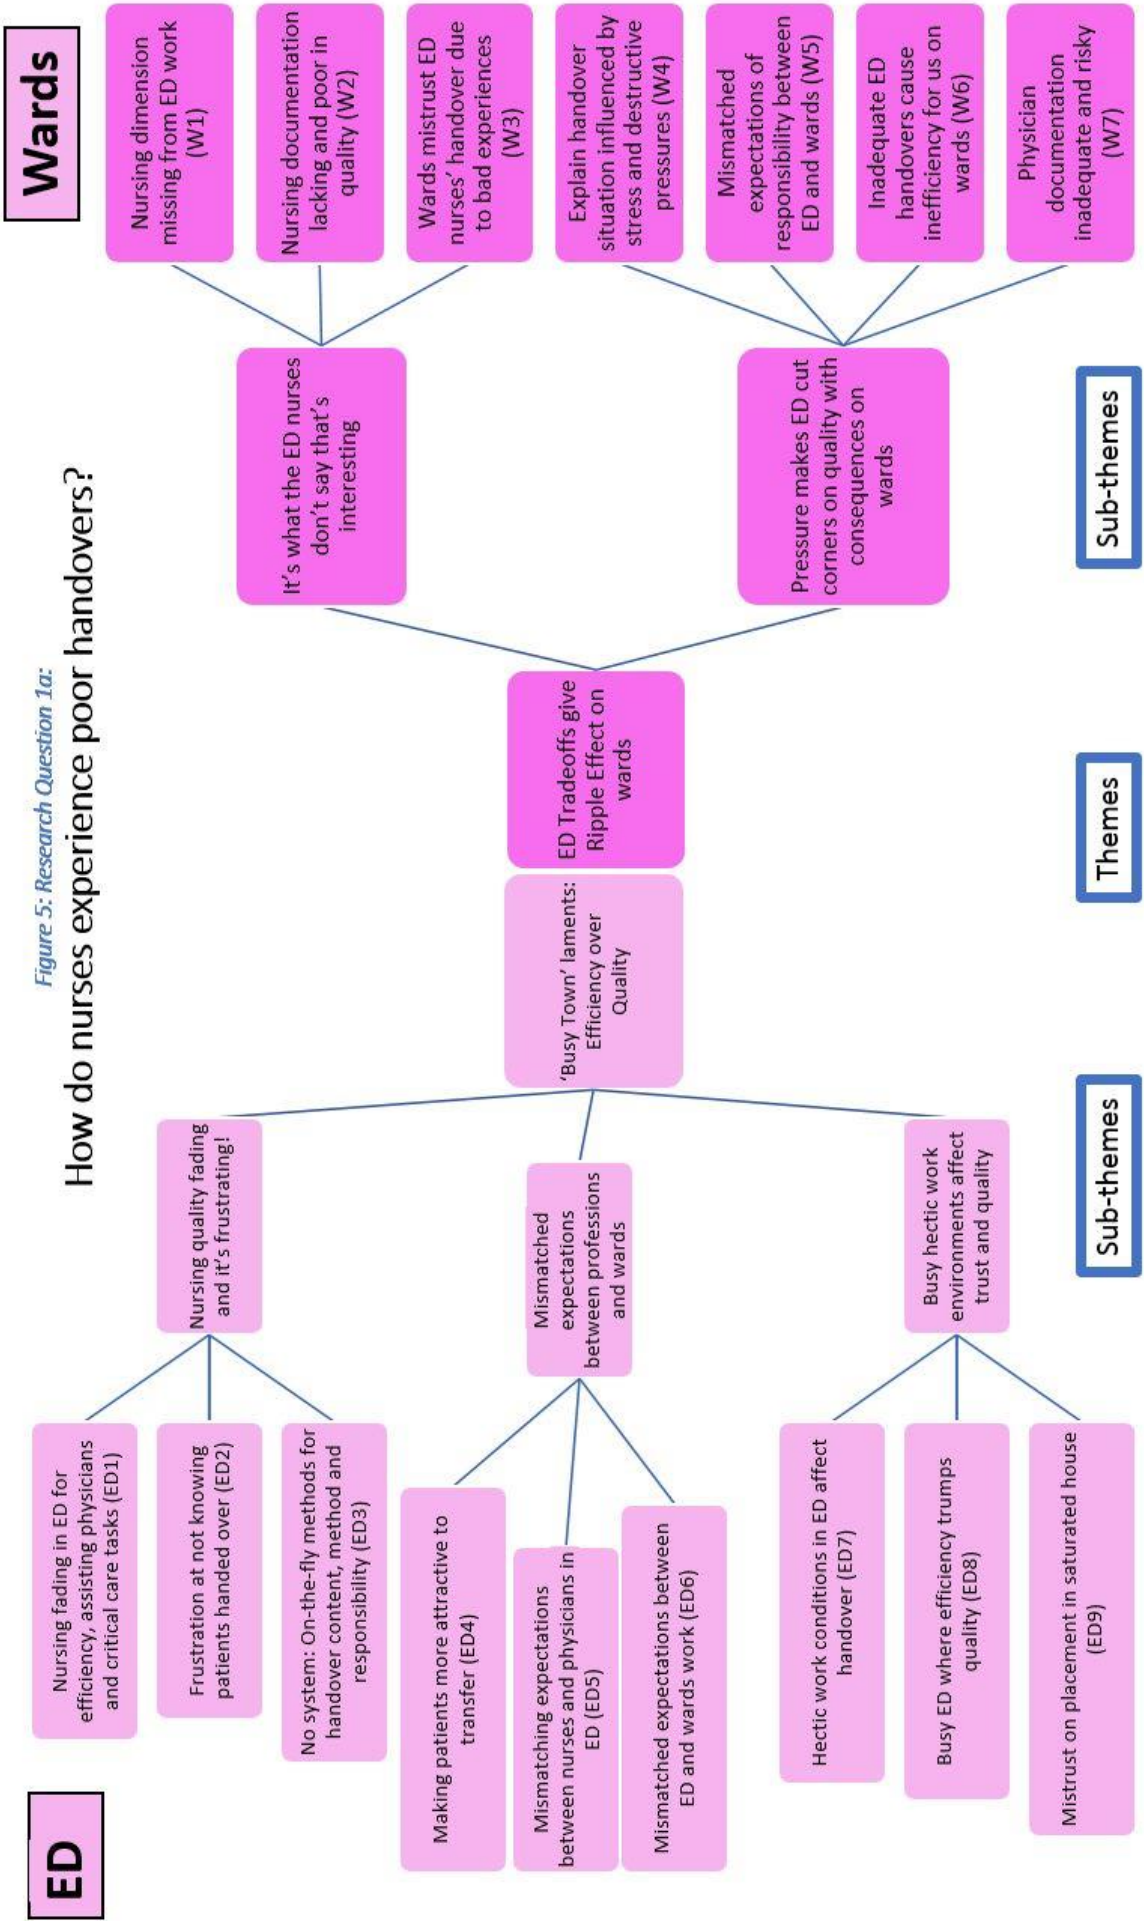 Figure 5: Research Question 1a:
How do nurses experience poor handovers?
ED
Wards
Nursing fading in ED for
efficiency, assisting physicians
and critical care tasks (ED1)
Frustration at not knowing
patients handed over (ED2)
No system: On-the-fly methods for
handover content, method and
responsibility (ED3)
Making patients more attractive to
transfer (ED4)
Mismatching expectations
between nurses and physicians in
ED (ED5)
Mismatched expectations between
ED and wards work (ED6)
Hectic work conditions in ED affect
handover (ED7)
Busy ED where efficiency trumps
quality (ED8)
Mistrust on placement in saturated house
(ED9)
Nursing quality fading
and it's frustrating!
Mismatched
expectations
between professions
and wards
Busy hectic work
environments affect
trust and quality
'Busy Town' laments:
Efficiency over
Quality
ED Tradeoffs give
Ripple Effect on
wards
It's what the ED nurses
don't say that's
interesting
Pressure makes ED cut
corners on quality with
consequences on
wards
Nursing dimension
missing from ED work
(W1)
Nursing documentation
lacking and poor in
quality (W2)
Wards mistrust ED
nurses' handover due
to bad experiences
(W3)
Explain handover
situation influenced by
stress and destructive
pressures (W4)
Mismatched
expectations of
responsibility between
ED and wards (W5)
Inadequate ED
handovers cause
inefficiency for us on
wards (W6)
Physician
documentation
inadequate and risky
(W7)
Sub-themes
Themes
Sub-themes